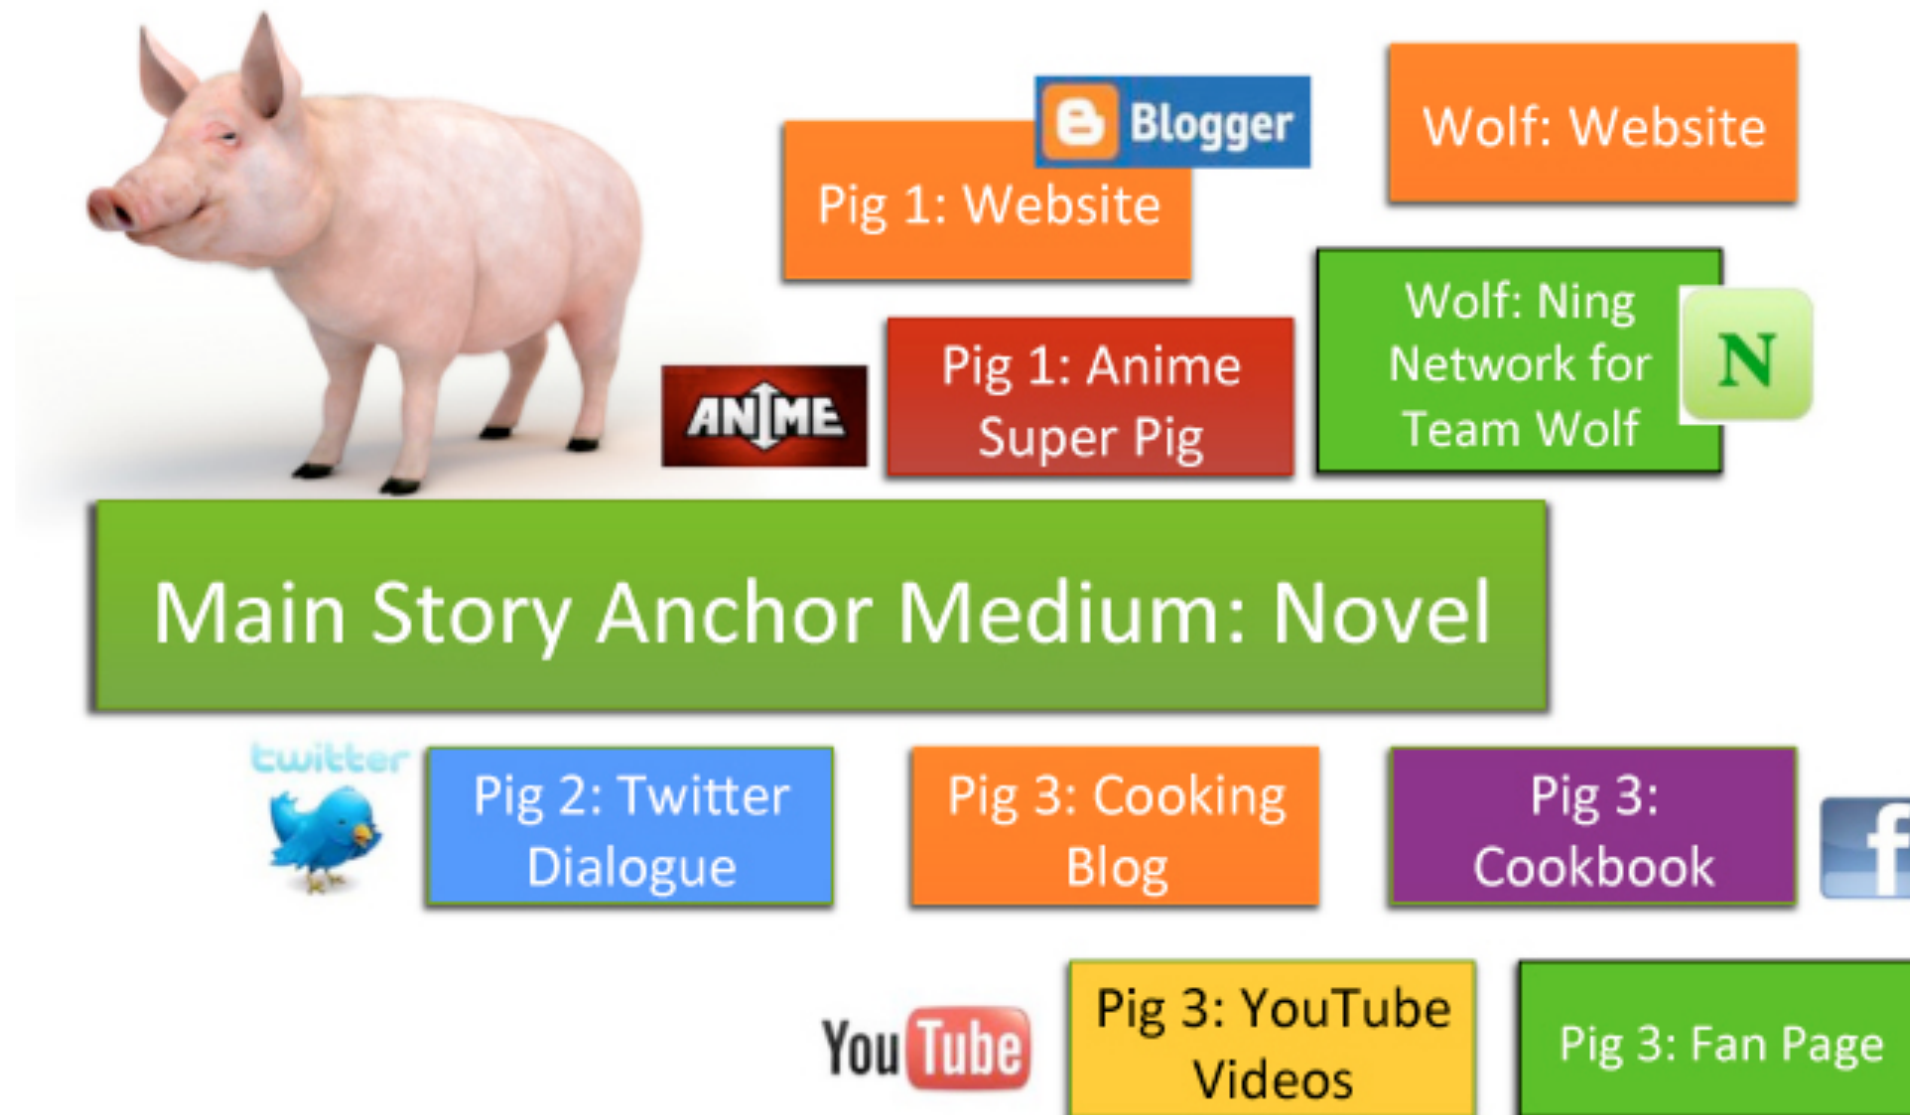 Blogger
Pig 1: Website
Wolf: Website
ANIME
Pig 1: Anime
Super Pig
Wolf: Ning
Network for
Team Wolf
N
Main Story Anchor Medium: Novel
twitter
Pig 2: Twitter
Dialogue
Pig 3: Cooking
Blog
Pig 3:
Cookbook
f
You Tube
Pig 3: YouTube
Videos
Pig 3: Fan Page